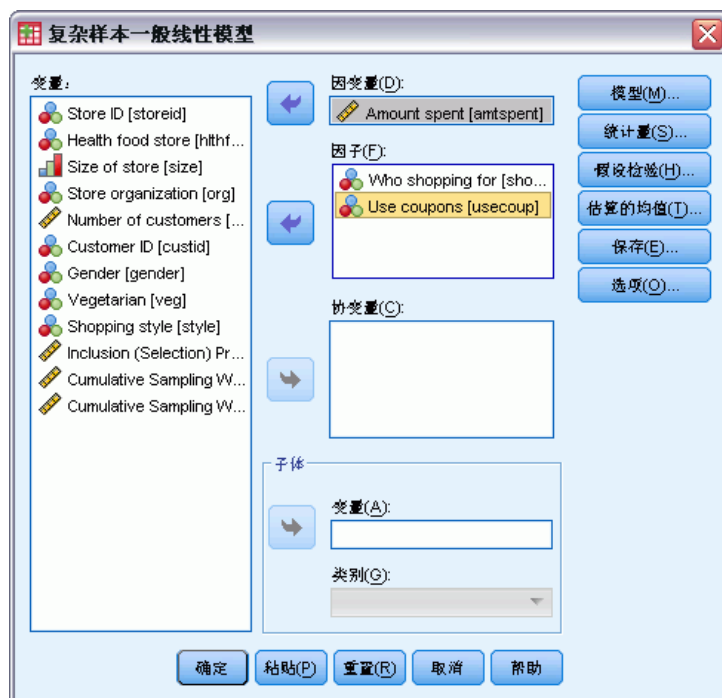 复杂样本一般线性模型
变量:
Store ID [storeid]
Health food store [hlthf...
Size of store [size]
Store organization [org]
Number of customers [...
Customer ID [custid]
Gender [gender]
Vegetarian [veg]
Shopping style [style]
Inclusion (Selection) Pr...
Cumulative Sampling W...
Cumulative Sampling W...
因变量(D):
Amount spent [amtspent]
因子(F):
Who shopping for [sho...
Use coupons [usecoup]
协变量(C):
子体
变量(A):
类别(G):
模型(M)...
统计量(S)...
假设检验(H)...
估算的均值(T)...
保存(E)...
选项(O)...
确定
粘贴(P)
重置(R)
取消
帮助